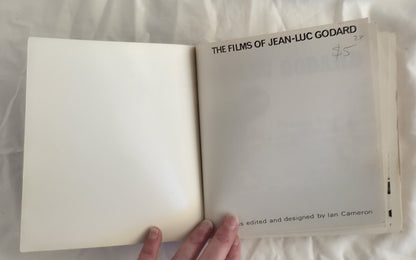 THE FILMS OF JEAN-LUC GODARD
$5
edited and designed by Ian Cameron